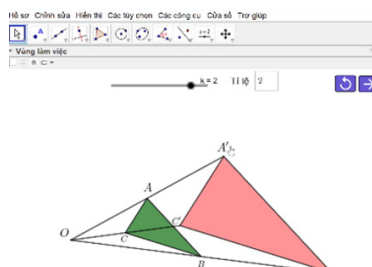 Hồ sơ Chỉnh sửa Hiển thị Các tùy chọn Các công cụ Cửa sổ Trợ giúp
Vùng làm việc
k = 2 Tỉ lệ 2
A'
A
C'
O
C
B